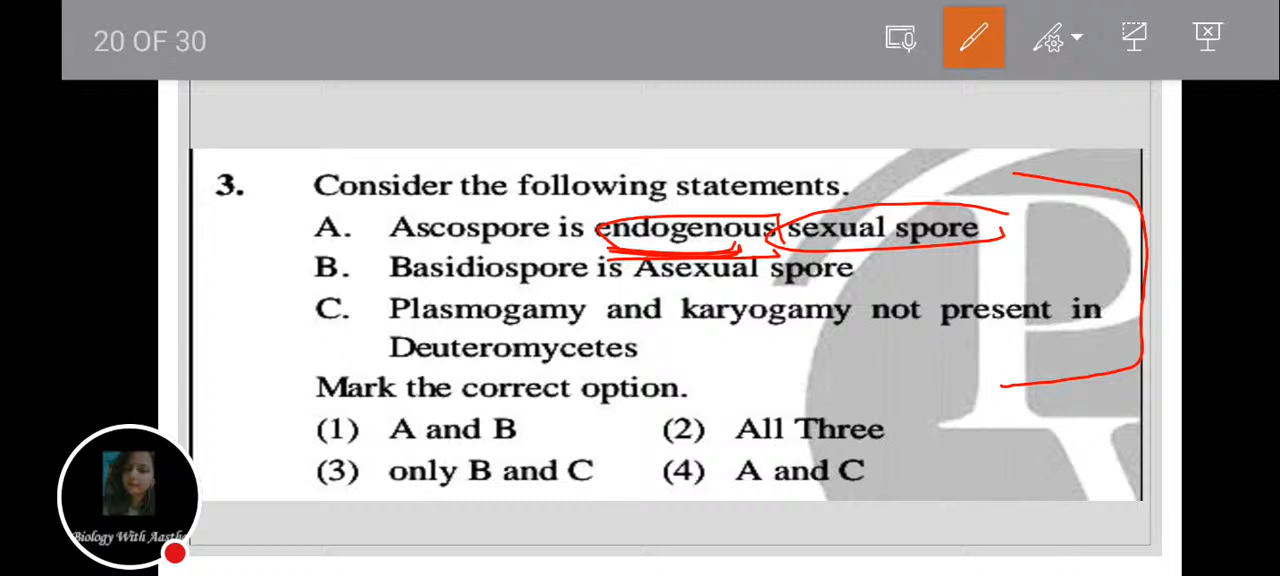 20 OF 30
3. Consider the following statements.
A. Ascospore is endogenous sexual spore
B. Basidiospore is Asexual spore
C. Plasmogamy and karyogamy not present in
Deuteromycetes
Mark the correct option.
(1) A and B (2) All Three
(3) only B and C (4) A and C
Biology With Aastha